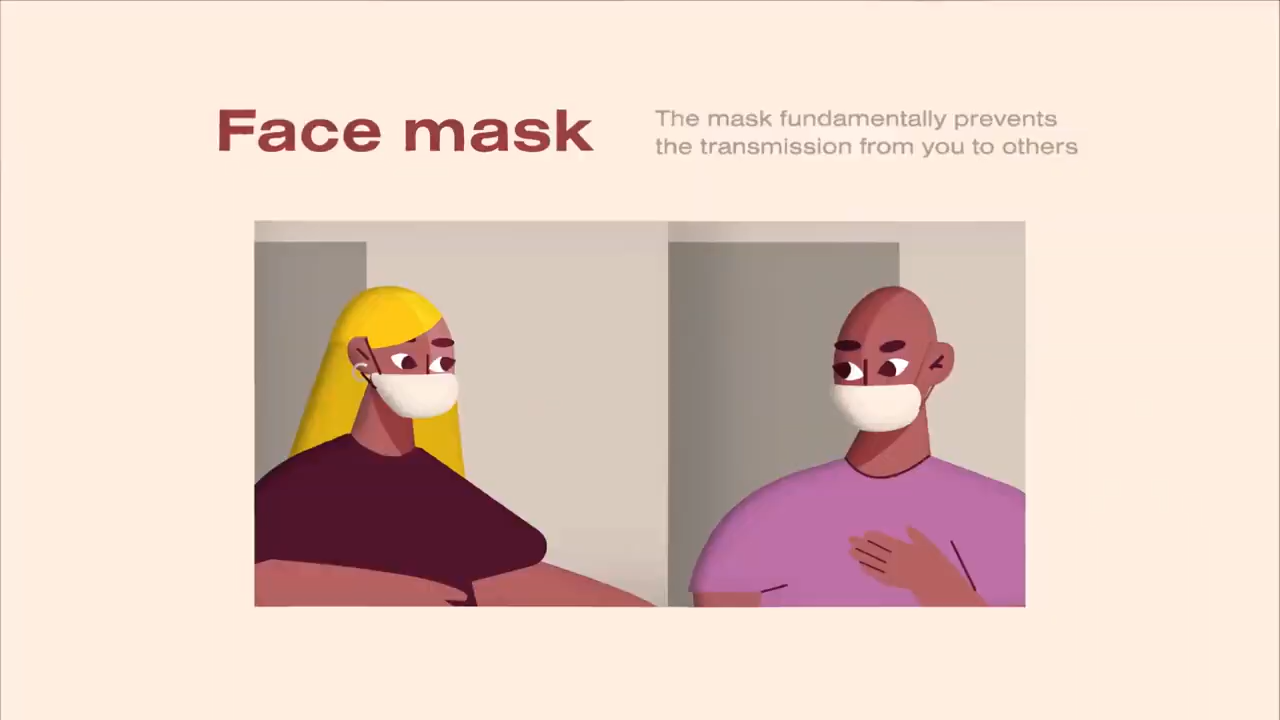 Face mask
The mask fundamentally prevents
the transmission from you to others